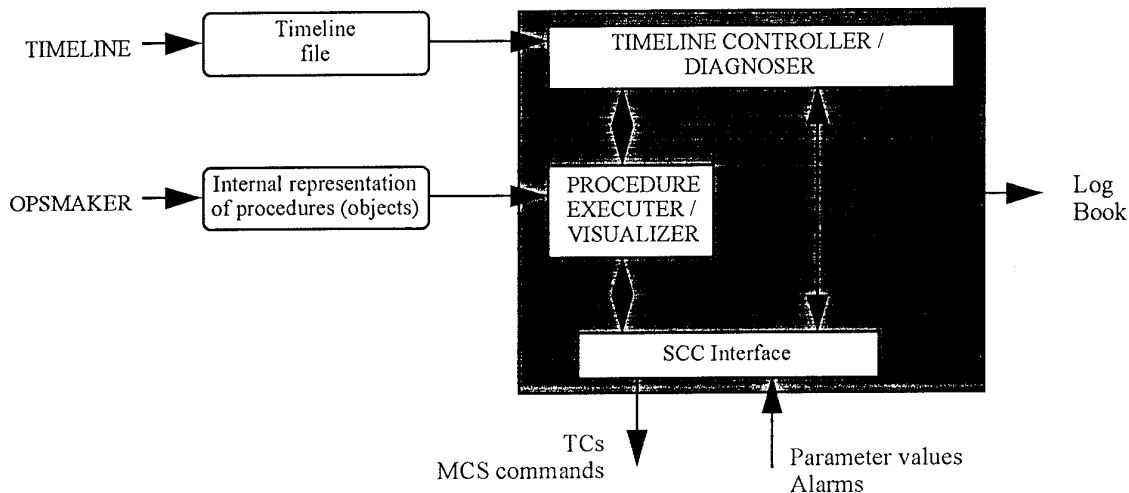 TIMELINE
Timeline
file
TIMELINE CONTROLLER /
DIAGNOSER
OPSMAKER
Internal representation
of procedures (objects)
PROCEDURE
EXECUTER /
VISUALIZER
Log
Book
SCC Interface
TCs
MCS commands
Parameter values
Alarms